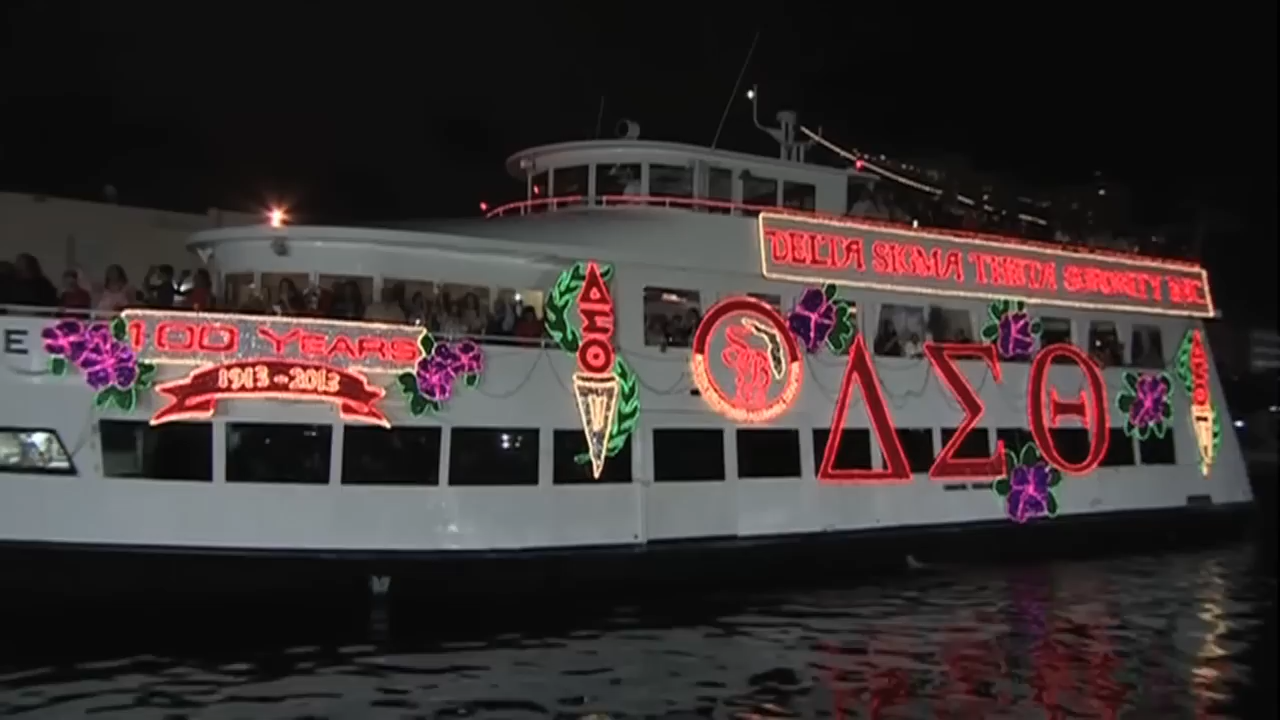 DELTA SIGMA THETA SORORITY INC
E
100 YEARS
1913-2013
ΔΣΘ
ΔΣΘ